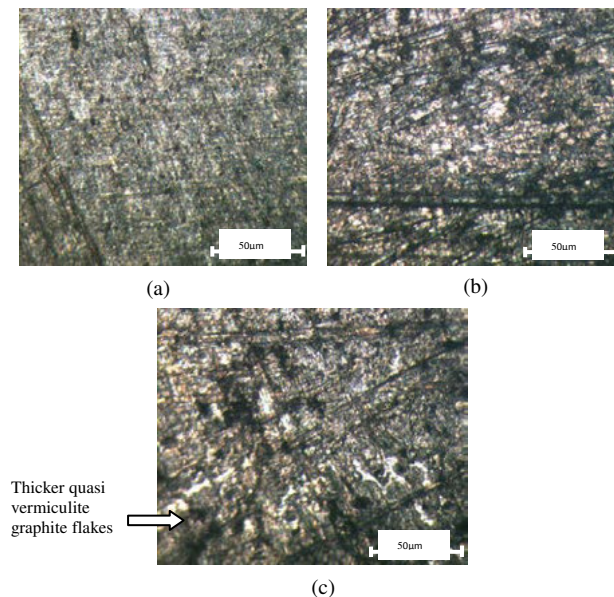 50µm
50µm
(a)
(b)
Thicker quasi
vermiculite
graphite flakes
50µm
(c)